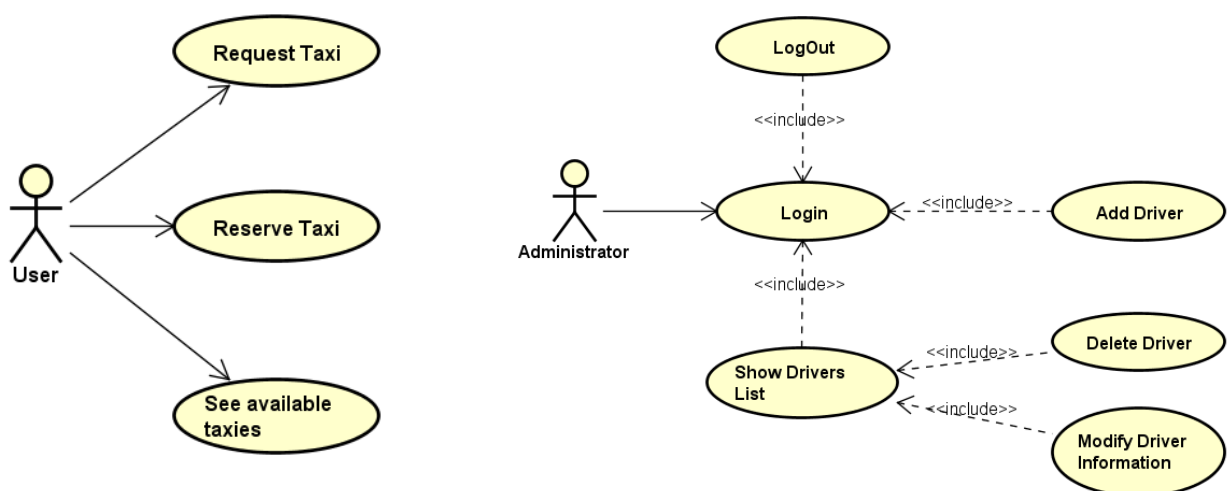 Request Taxi
Reserve Taxi
User
See available
taxies
LogOut
<<include>>
Login
<<include>>
Add Driver
Administrator
<<include>>
Show Drivers
List
<<include>>
Delete Driver
<<include>>
Modify Driver
Information